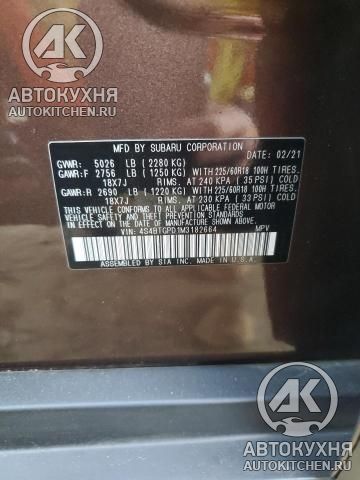 АК
АВТОКУХНЯ
AUTOKITCHEN.RU
MFD BY SUBARU CORPORATION
DATE: 02/21
GVWR: 5026 LB (2280 KG)
GAWR:F 2756 LB (1250 KG) WITH 225/60R18 100H TIRES,
18X7J RIMS, AT 240 KPA (35 PSI) COLD
GAWR:R 2690 LB (1220 KG) WITH 225/60R18 100H TIRES,
18X7J RIMS, AT 230 KPA (33 PSI) COLD
THIS VEHICLE CONFORMS TO ALL APPLICABLE FEDERAL MOTOR
VEHICLE SAFETY STANDARDS IN EFFECT ON THE DATE OF
MANUFACTURE SHOWN ABOVE.
VIN: 4S4BTGPD1M3182664 MPV
ASSEMBLED BY SIA INC. MADE IN U.S.A.
АК
АВТОКУХНЯ
AUTOKITCHEN.RU